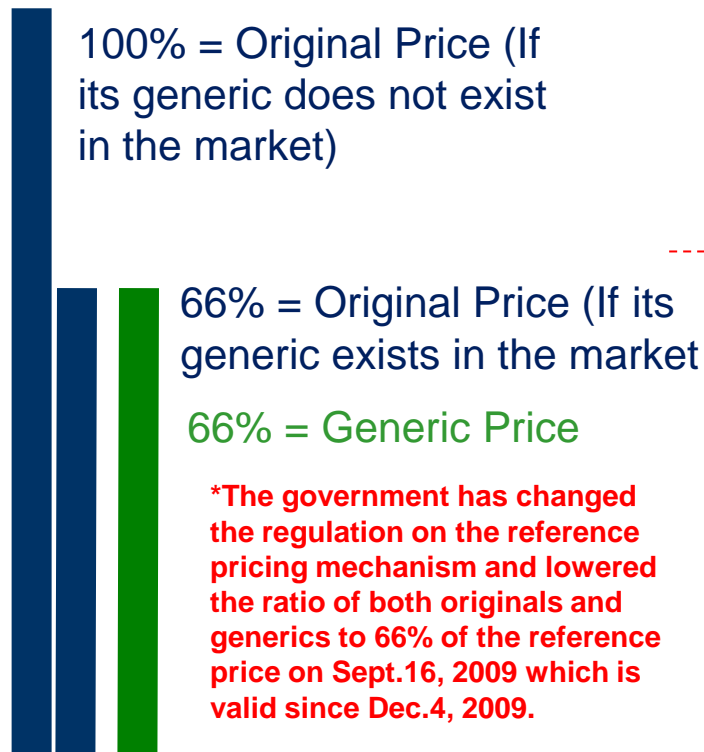 100% = Original Price (If
its generic does not exist
in the market)
66% = Original Price (If its
generic exists in the market
66% = Generic Price
*The government has changed
the regulation on the reference
pricing mechanism and lowered
the ratio of both originals and
generics to 66% of the reference
price on Sept.16, 2009 which is
valid since Dec.4, 2009.